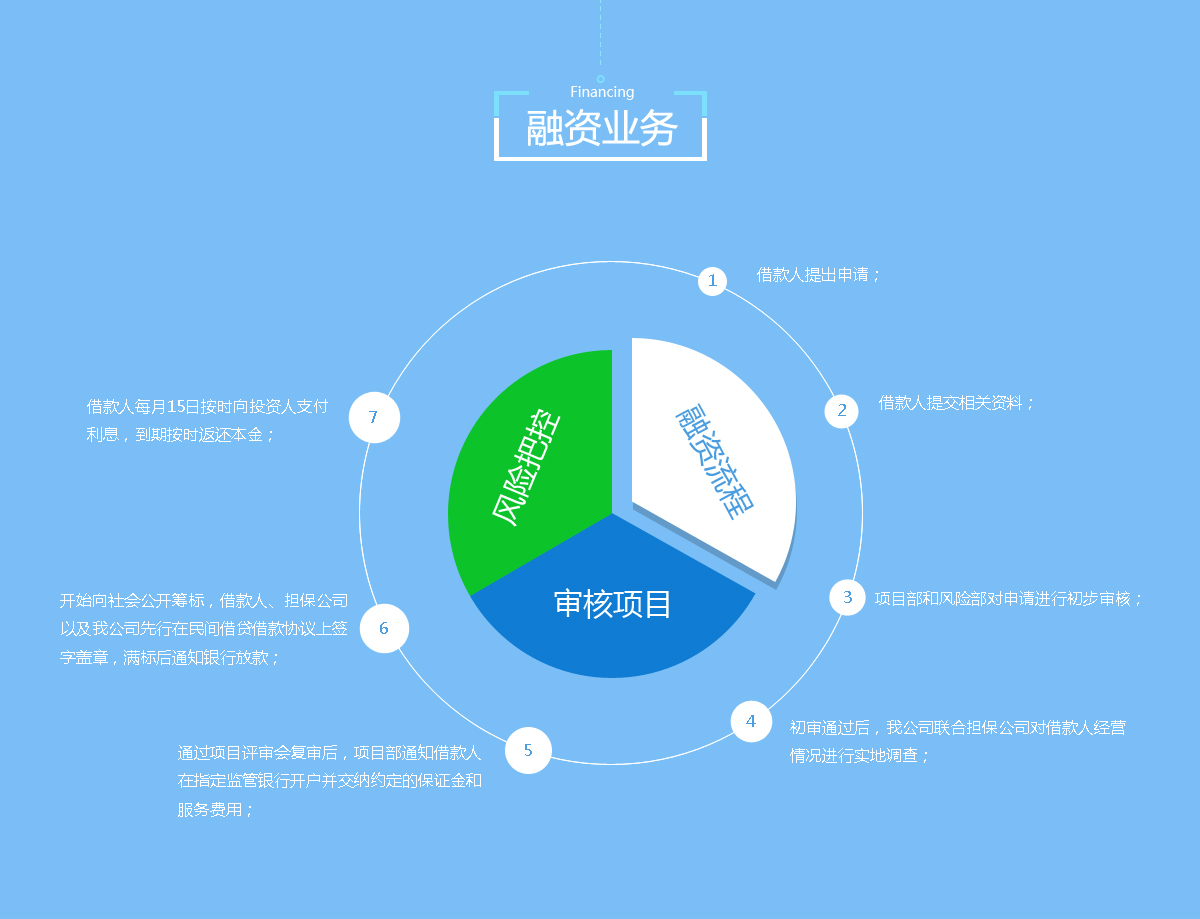 Financing
融资业务
1
借款人提出申请；
2
借款人提交相关资料；
3
项目部和风险部对申请进行初步审核；
4
初审通过后，我公司联合担保公司对借款人经营
情况进行实地调查；
5
通过项目评审会复审后，项目部通知借款人
在指定监管银行开户并交纳约定的保证金和
服务费用；
6
开始向社会公开筹标，借款人、担保公司
以及我公司先行在民间借贷借款协议上签
字盖章，满标后通知银行放款；
7
借款人每月15日按时向投资人支付
利息，到期按时返还本金；
风险把控
融资流程
审核项目